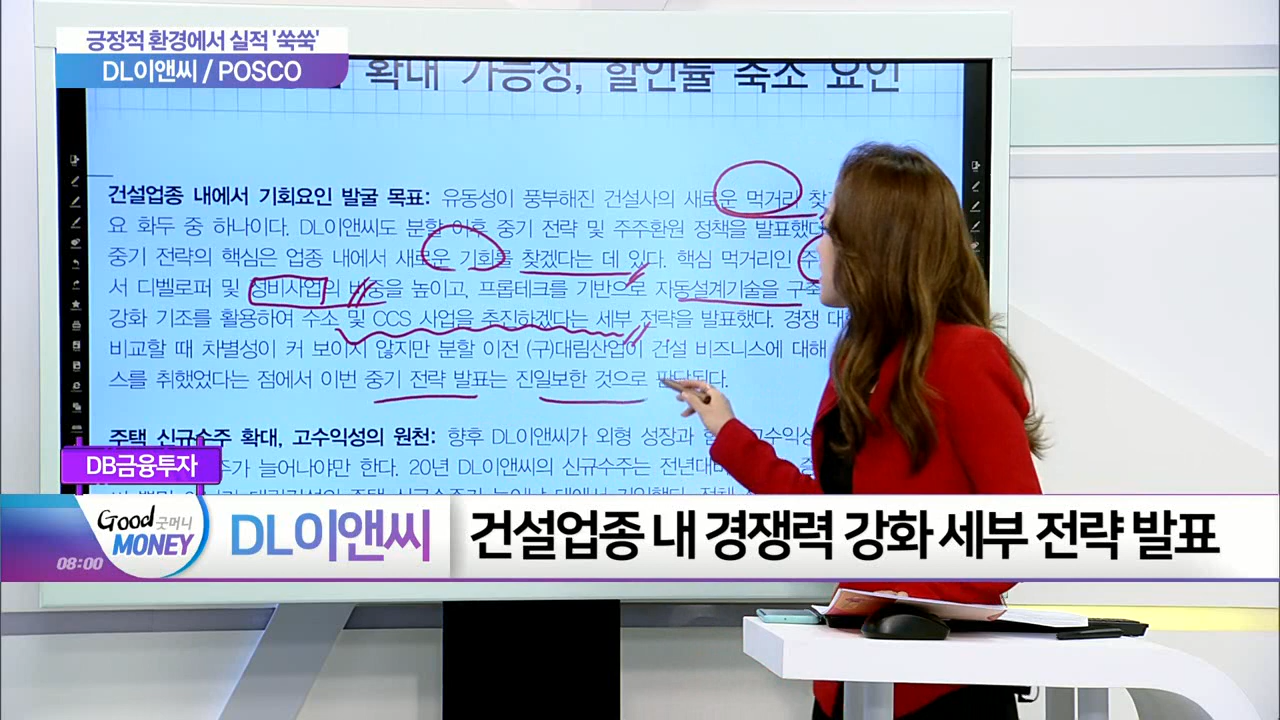 긍정적 환경에서 실적 '쑥쑥'
DL이앤씨 / POSCO
확대 가능성, 할인율 축소 요인
건설업종 내에서 기회요인 발굴 목표: 유동성이 풍부해진 건설사의 새로운 먹거리 찾
요 화두 중 하나이다. DL이앤씨도 분할 이후 중기 전략 및 주주환원 정책을 발표했다
중기 전략의 핵심은 업종 내에서 새로운 기회를 찾겠다는 데 있다. 핵심 먹거리인 주
서 디벨로퍼 및 정비사업의 비중을 높이고, 프롭테크를 기반으로 자동설계기술을 구축
강화 기조를 활용하여 수소 및 CCS 사업을 추진하겠다는 세부 전략을 발표했다. 경쟁
비교할 때 차별성이 커 보이지 않지만 분할 이전 (구)대림산업이 건설 비즈니스에 대해
스를 취했었다는 점에서 이번 중기 전략 발표는 진일보한 것으로 판단된다.
주택 신규수주 확대, 고수익성의 원천: 향후 DL이앤씨가 외형 성장과 고수익성
가 늘어나야만 한다. 20년 DL이앤씨의 신규수주는 전년대비
DB금융투자
Good 굿머니
MONEY
08:00
DL이앤씨
건설업종 내 경쟁력 강화 세부 전략 발표